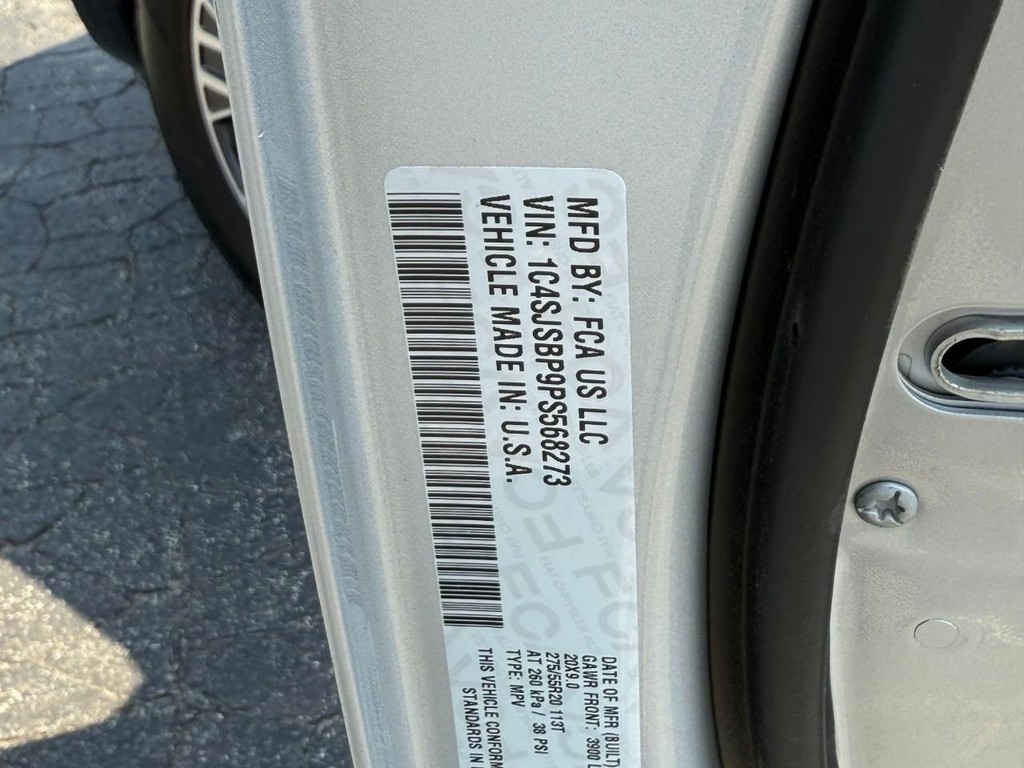 MFD BY: FCA US LLC
VIN: 1C4SJSBP9PS568273
VEHICLE MADE IN: U.S.A.
DATE OF MFR (BUILT)
GAWR FRONT: 3900
20X9.0
275/55R20 113T
AT 260 kPa / 38 PSI
TYPE: MPV
THIS VEHICLE
STANDARDS IN